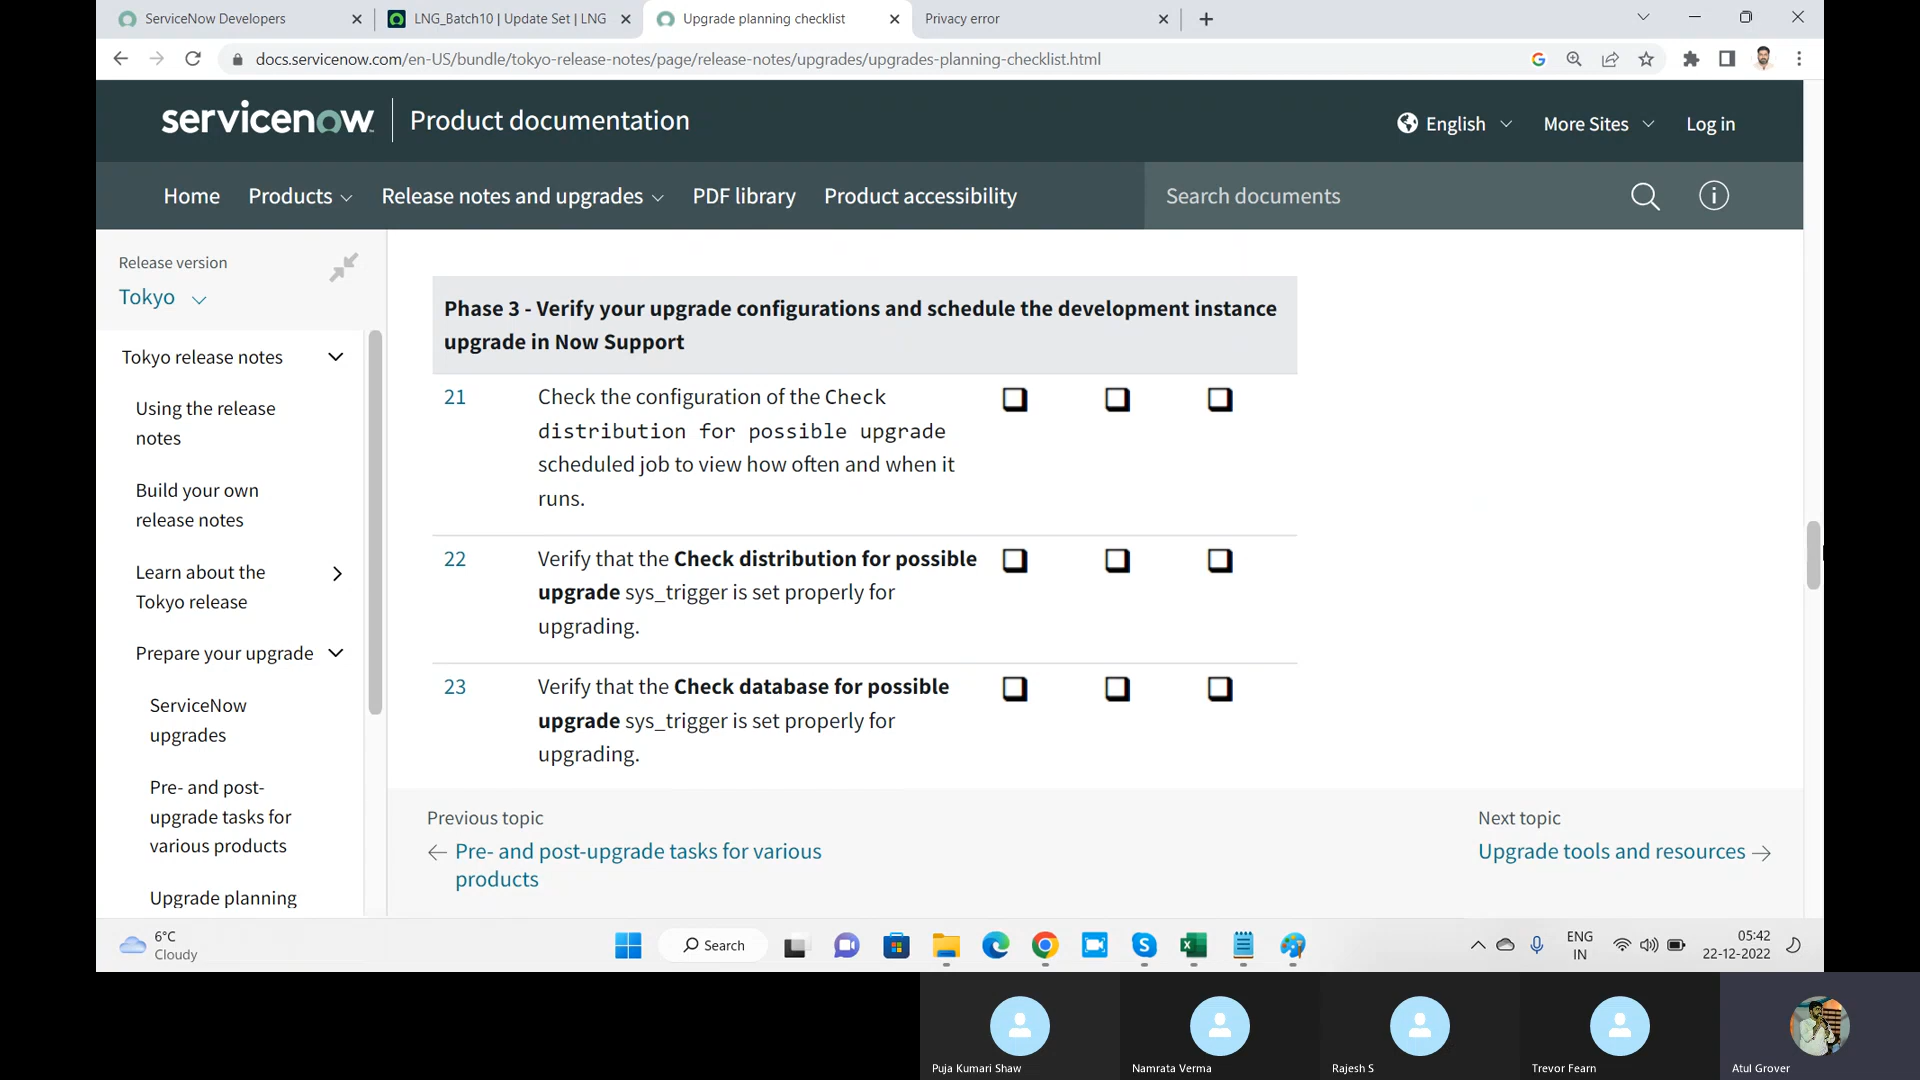 ServiceNow Developers
LNG_Batch10 | Update Set | LNG
Upgrade planning checklist
Privacy error
docs.servicenow.com/en-US/bundle/tokyo-release-notes/page/release-notes/upgrades/upgrades-planning-checklist.html
servicenow
Product documentation
English
More Sites
Log in
Home
Products
Release notes and upgrades
PDF library
Product accessibility
Search documents
Release version
Tokyo
Tokyo release notes
Using the release
notes
Build your own
release notes
Learn about the
Tokyo release
Prepare your upgrade
ServiceNow
upgrades
Pre- and post-
upgrade tasks for
various products
Upgrade planning
Phase 3 - Verify your upgrade configurations and schedule the development instance
upgrade in Now Support
21 Check the configuration of the Check
distribution for possible upgrade
scheduled job to view how often and when it
runs.
22 Verify that the Check distribution for possible
upgrade sys_trigger is set properly for
upgrading.
23 Verify that the Check database for possible
upgrade sys_trigger is set properly for
upgrading.
Previous topic
← Pre- and post-upgrade tasks for various
products
Next topic
Upgrade tools and resources →
6°C
Cloudy
Search
ENG
IN
05:42
22-12-2022
Puja Kumari Shaw
Namrata Verma
Rajesh S
Trevor Fearn
Atul Grover